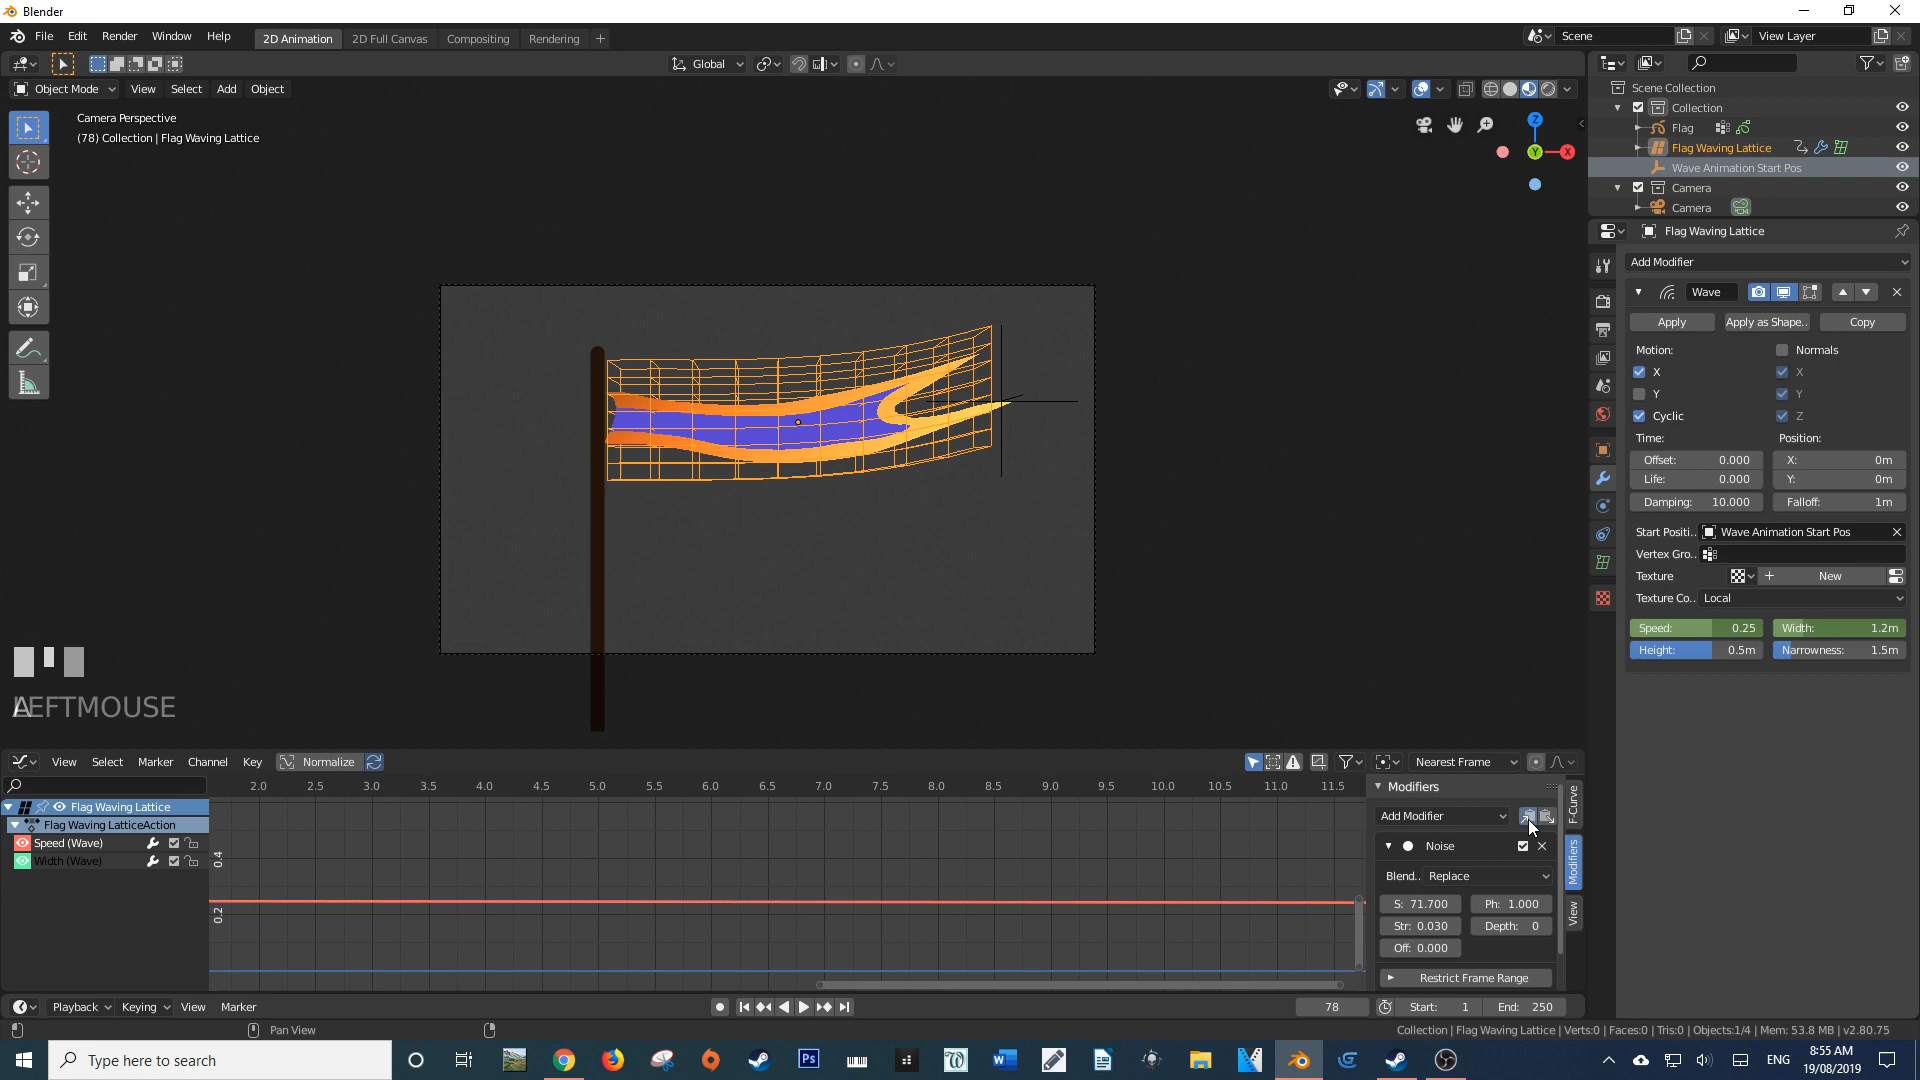 Blender
File Edit Render Window Help 2D Animation 2D Full Canvas Compositing Rendering + Scene View Layer
Global
Object Mode View Select Add Object
Camera Perspective
(78) Collection | Flag Waving Lattice
Z
Y
X
Scene Collection
Collection
Flag
Flag Waving Lattice
Wave Animation Start Pos
Camera
Camera
Flag Waving Lattice
Add Modifier
Wave
Apply Apply as Shape.. Copy
Motion: Normals
X X
Y Y
Cyclic Z
Time: Position:
Offset: 0.000 X: 0m
Life: 0.000 Y: 0m
Damping: 10.000 Falloff: 1m
Start Positi.. Wave Animation Start Pos
Vertex Gro..
Texture New
Texture Co.. Local
Speed: 0.25 Width: 1.2m
Height: 0.5m Narrowness: 1.5m
LEFTMOUSE
A
View Select Marker Channel Key Normalize Nearest Frame
2.0 2.5 3.0 3.5 4.0 4.5 5.0 5.5 6.0 6.5 7.0 7.5 8.0 8.5 9.0 9.5 10.0 10.5 11.0 11.5
Flag Waving Lattice
Flag Waving LatticeAction
Speed (Wave)
Width (Wave)
0.4
0.2
Modifiers
Add Modifier
Noise
Blend.. Replace
S: 71.700 Ph: 1.000
Str: 0.030 Depth: 0
Off: 0.000
Restrict Frame Range
F-Curve
Modifiers
View
Playback Keying View Marker 78 Start: 1 End: 250
Pan View
Collection | Flag Waving Lattice | Verts:0 | Faces:0 | Tris:0 | Objects:1/4 | Mem: 53.8 MB | v2.80.75
Type here to search
Ps
ENG
8:55 AM
19/08/2019